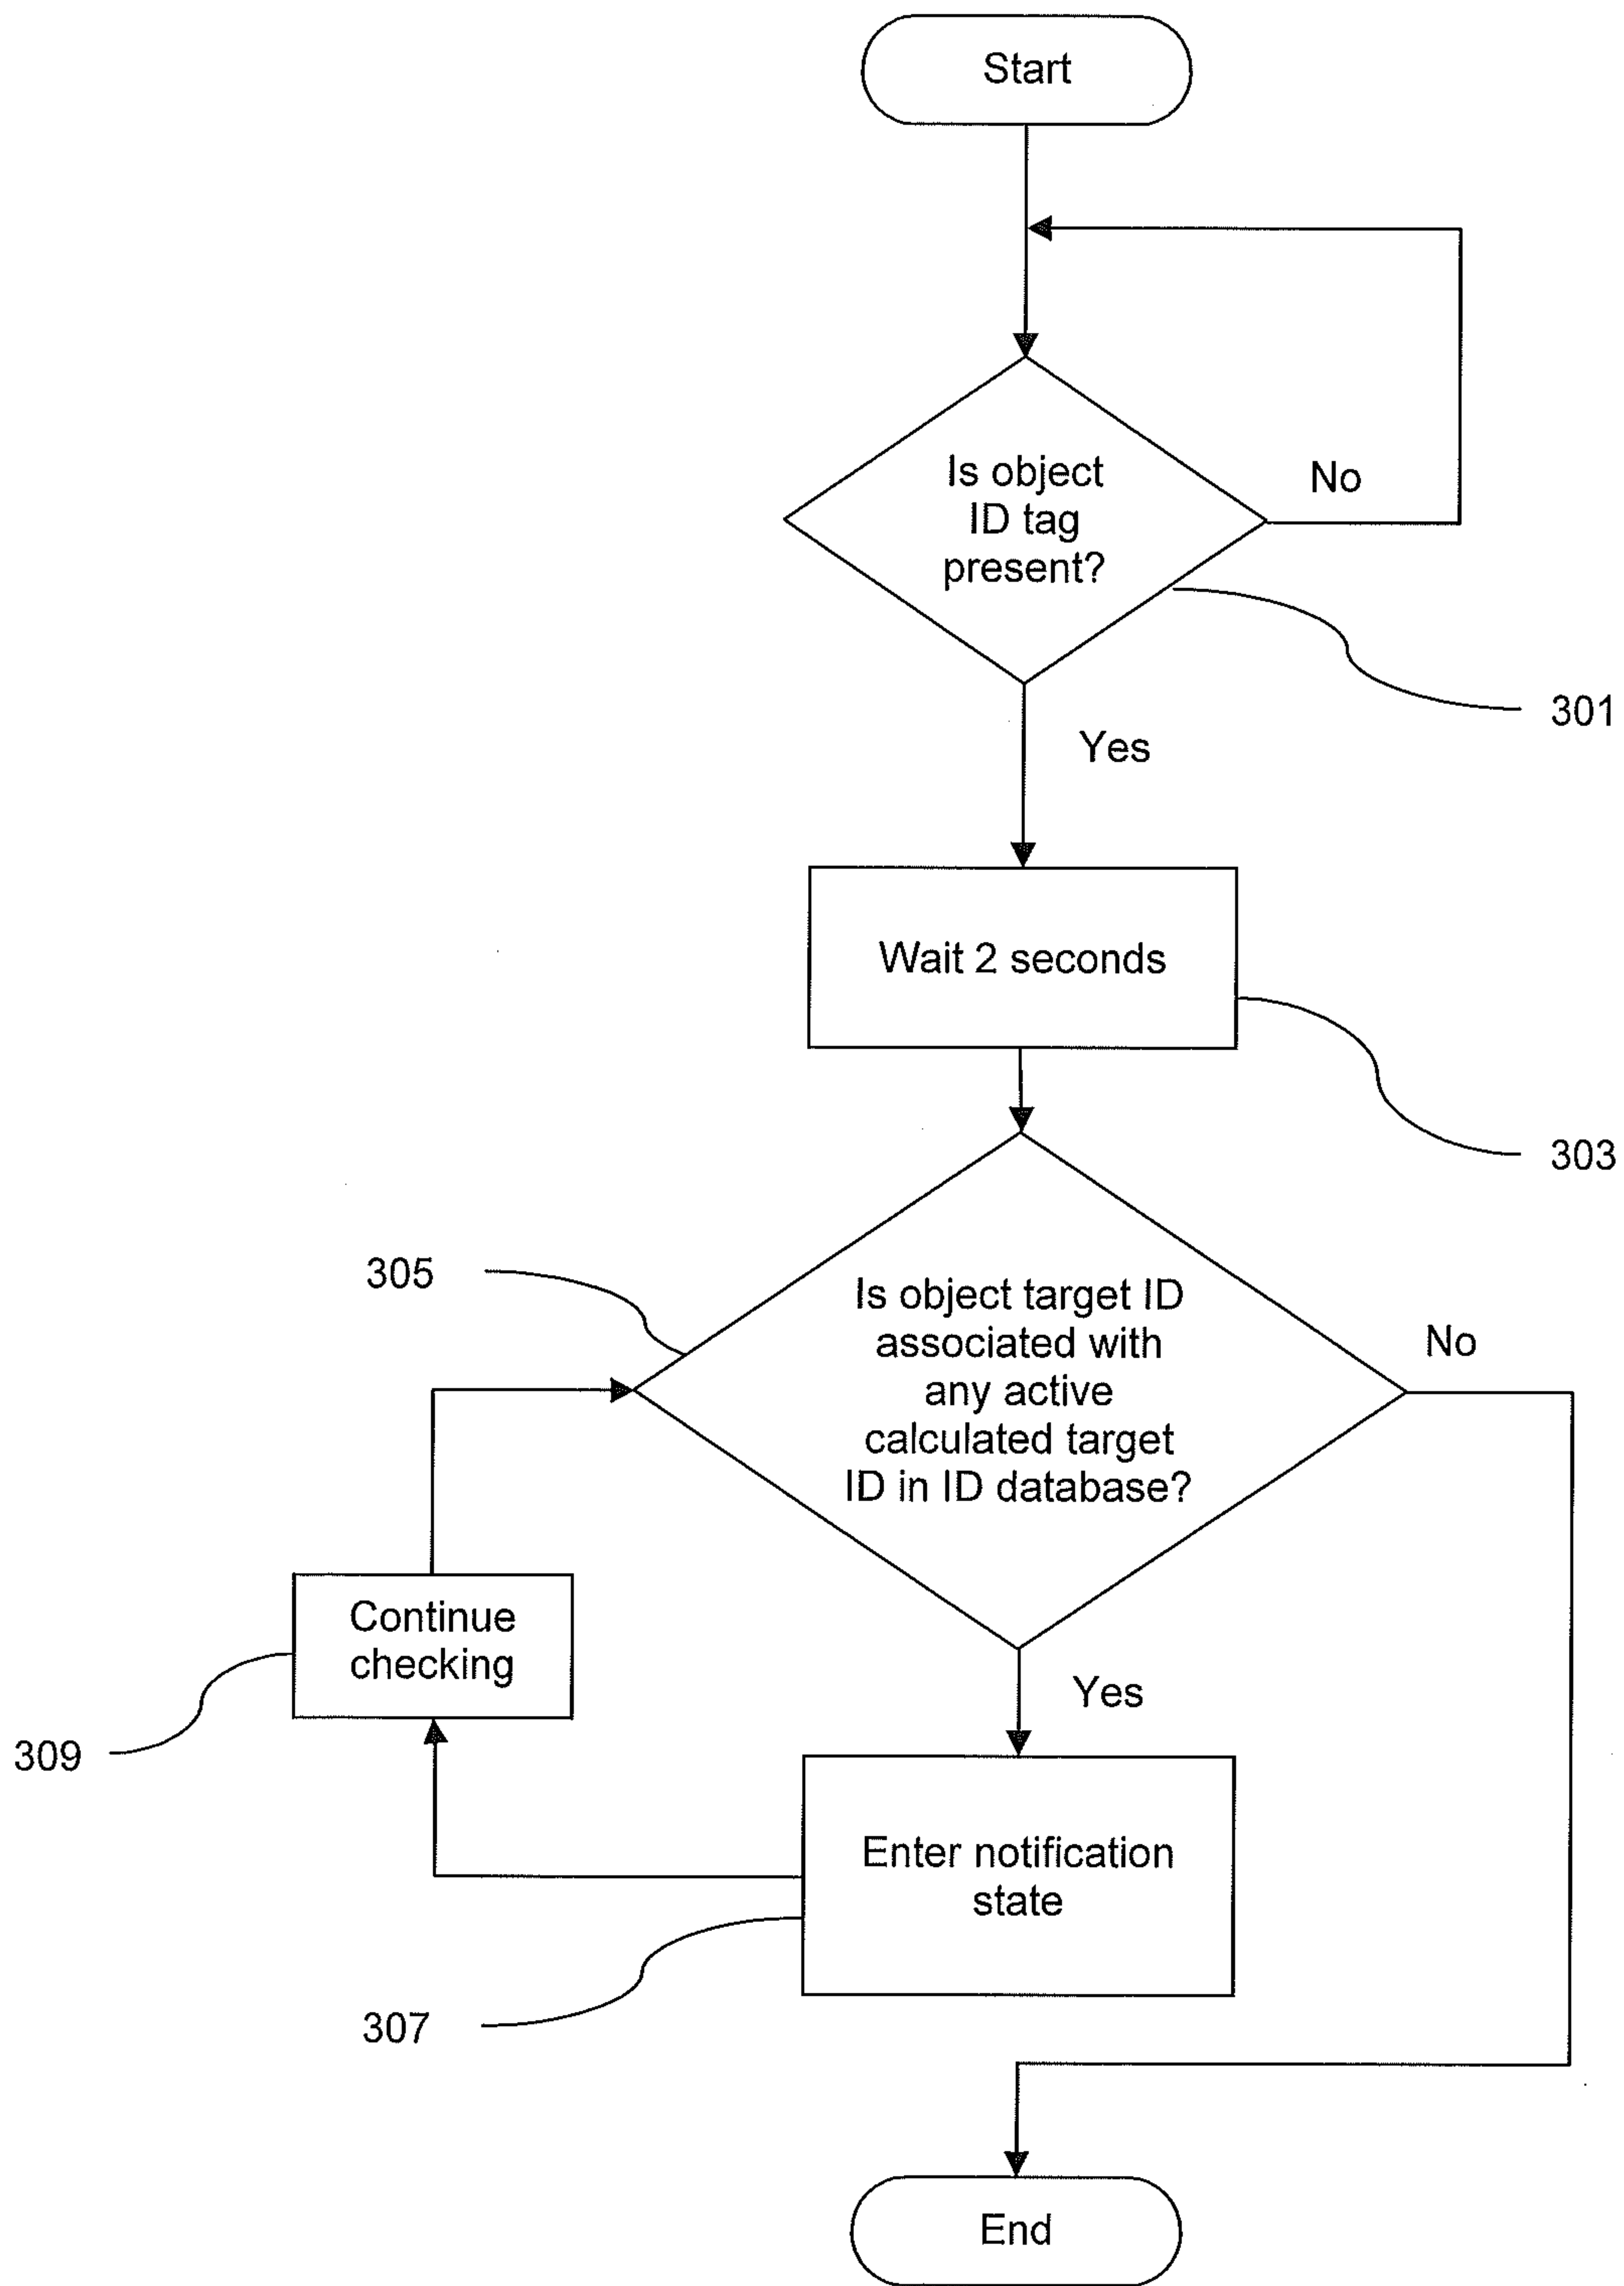 Start
Is object
ID tag
present?
No
301
Yes
Wait 2 seconds
303
305
Is object target ID
associated with
any active
calculated target
ID in ID database?
No
Continue
checking
309
Yes
Enter notification
state
307
End